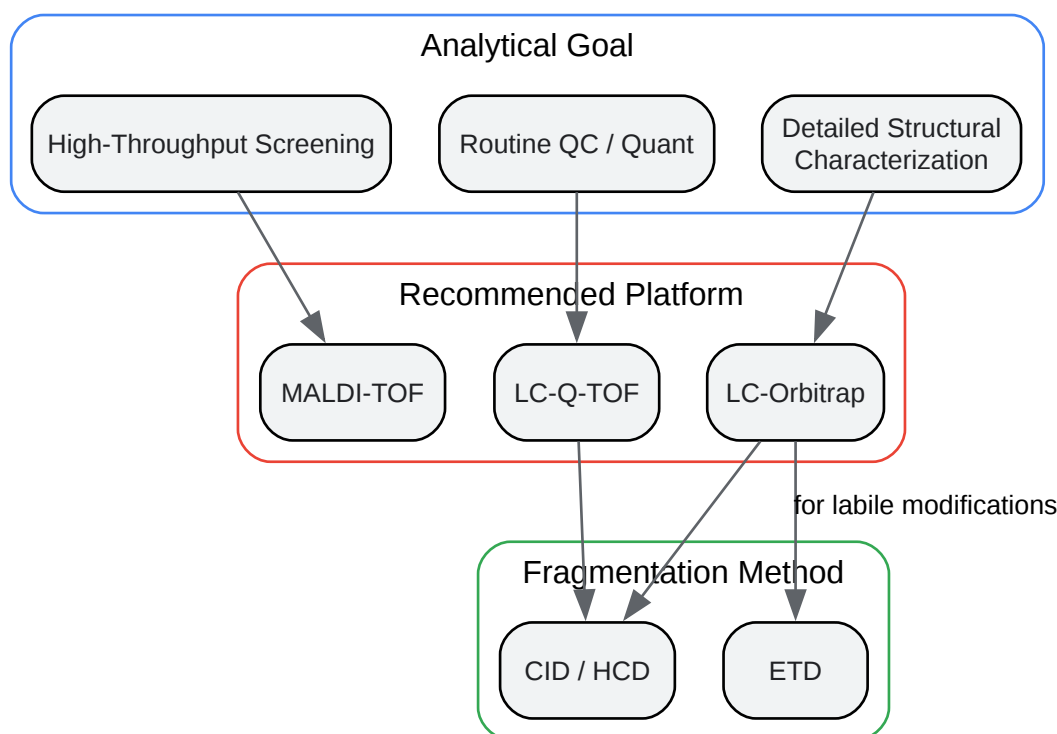 Analytical Goal
High-Throughput Screening
Routine QC / Quant
Detailed Structural
Characterization
Recommended Platform
MALDI-TOF
LC-Q-TOF
LC-Orbitrap
for labile modifications
Fragmentation Method
CID / HCD
ETD